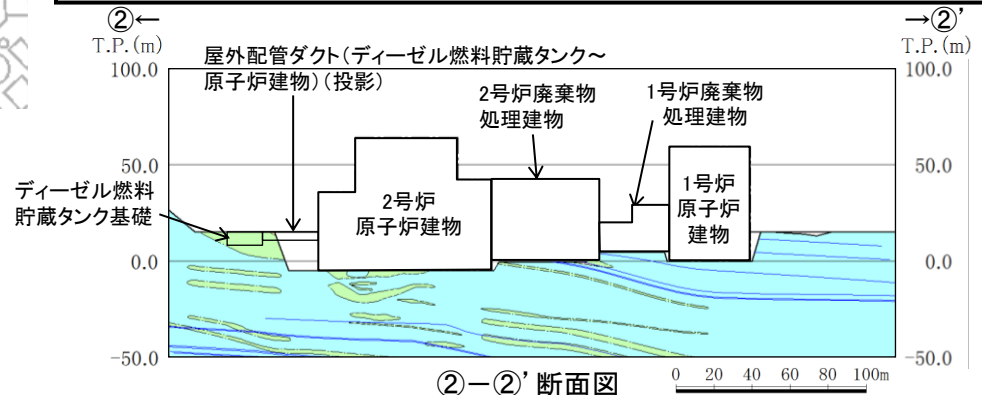 ②←
→②'
T.P.(m)
T.P.(m)
屋外配管ダクト(ディーゼル燃料貯蔵タンク～
原子炉建物)(投影)
100.0
100.0
2号炉廃棄物
処理建物
1号炉廃棄物
処理建物
50.0
50.0
ディーゼル燃料
貯蔵タンク基礎
2号炉
原子炉建物
1号炉
原子炉
建物
0.0
0.0
-50.0
-50.0
②－②'断面図
0 20 40 60 80 100m